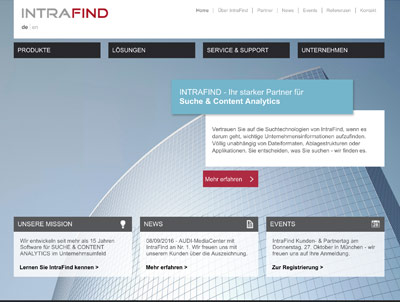 INTRAFIND
Home | Über IntraFind | Partner | News | Events | Referenzen | Kontakt
de | en
PRODUKTE
LÖSUNGEN
SERVICE & SUPPORT
UNTERNEHMEN
INTRAFIND - Ihr starker Partner für
Suche & Content Analytics
Vertrauen Sie auf die Suchtechnologien von IntraFind, wenn es
darum geht, wichtige Unternehmensinformationen aufzufinden.
Völlig unabhängig von Dateiformaten, Ablagestrukturen oder
Applikationen. Sie entscheiden, was Sie suchen - wir finden es.
Mehr erfahren >
UNSERE MISSION
Wir entwickeln seit mehr als 15 Jahren
Software für SUCHE & CONTENT
ANALYTICS im Unternehmensumfeld
Lernen Sie IntraFind kennen >
NEWS
08/09/2016 - AUDI-MediaCenter mit
IntraFind an Nr. 1. Wir freuen uns mit
unserem Kunden über die Auszeichnung.
Mehr erfahren >
EVENTS
IntraFind Kunden- & Partnertag am
Donnerstag, 27. Oktober in München - wir
freuen uns auf Ihre Anmeldung.
Zur Registrierung >